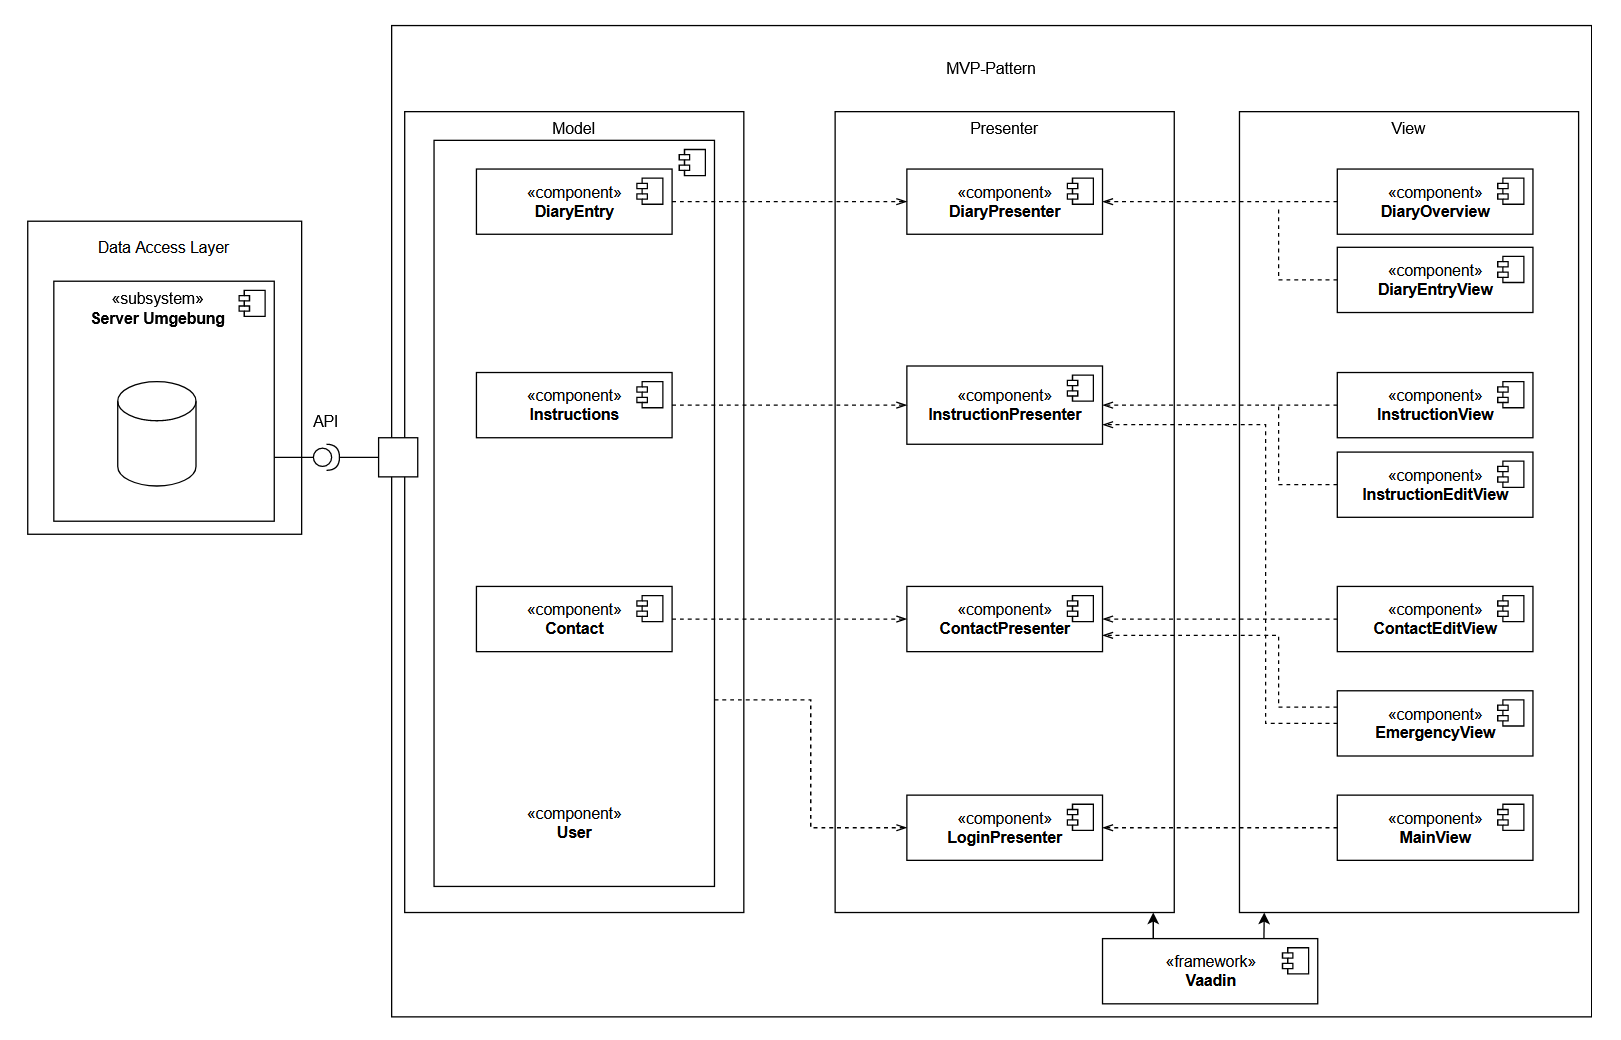 MVP-Pattern
Data Access Layer
«subsystem»
Server Umgebung
API
Model
«component»
DiaryEntry
«component»
Instructions
«component»
Contact
«component»
User
Presenter
«component»
DiaryPresenter
«component»
InstructionPresenter
«component»
ContactPresenter
«component»
LoginPresenter
View
«component»
DiaryOverview
«component»
DiaryEntryView
«component»
InstructionView
«component»
InstructionEditView
«component»
ContactEditView
«component»
EmergencyView
«component»
MainView
«framework»
Vaadin